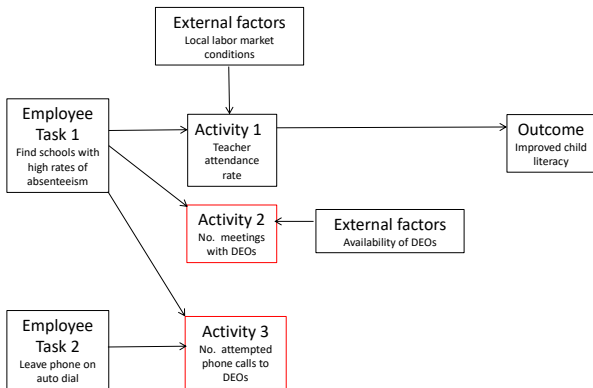 External factors
Local labor market
conditions
Employee
Task 1
Find schools with
high rates of
absenteeism
Activity 1
Teacher
attendance
rate
Outcome
Improved child
literacy
Activity 2
No. meetings
with DEOs
External factors
Availability of DEOs
Employee
Task 2
Leave phone on
auto dial
Activity 3
No. attempted
phone calls to
DEOs